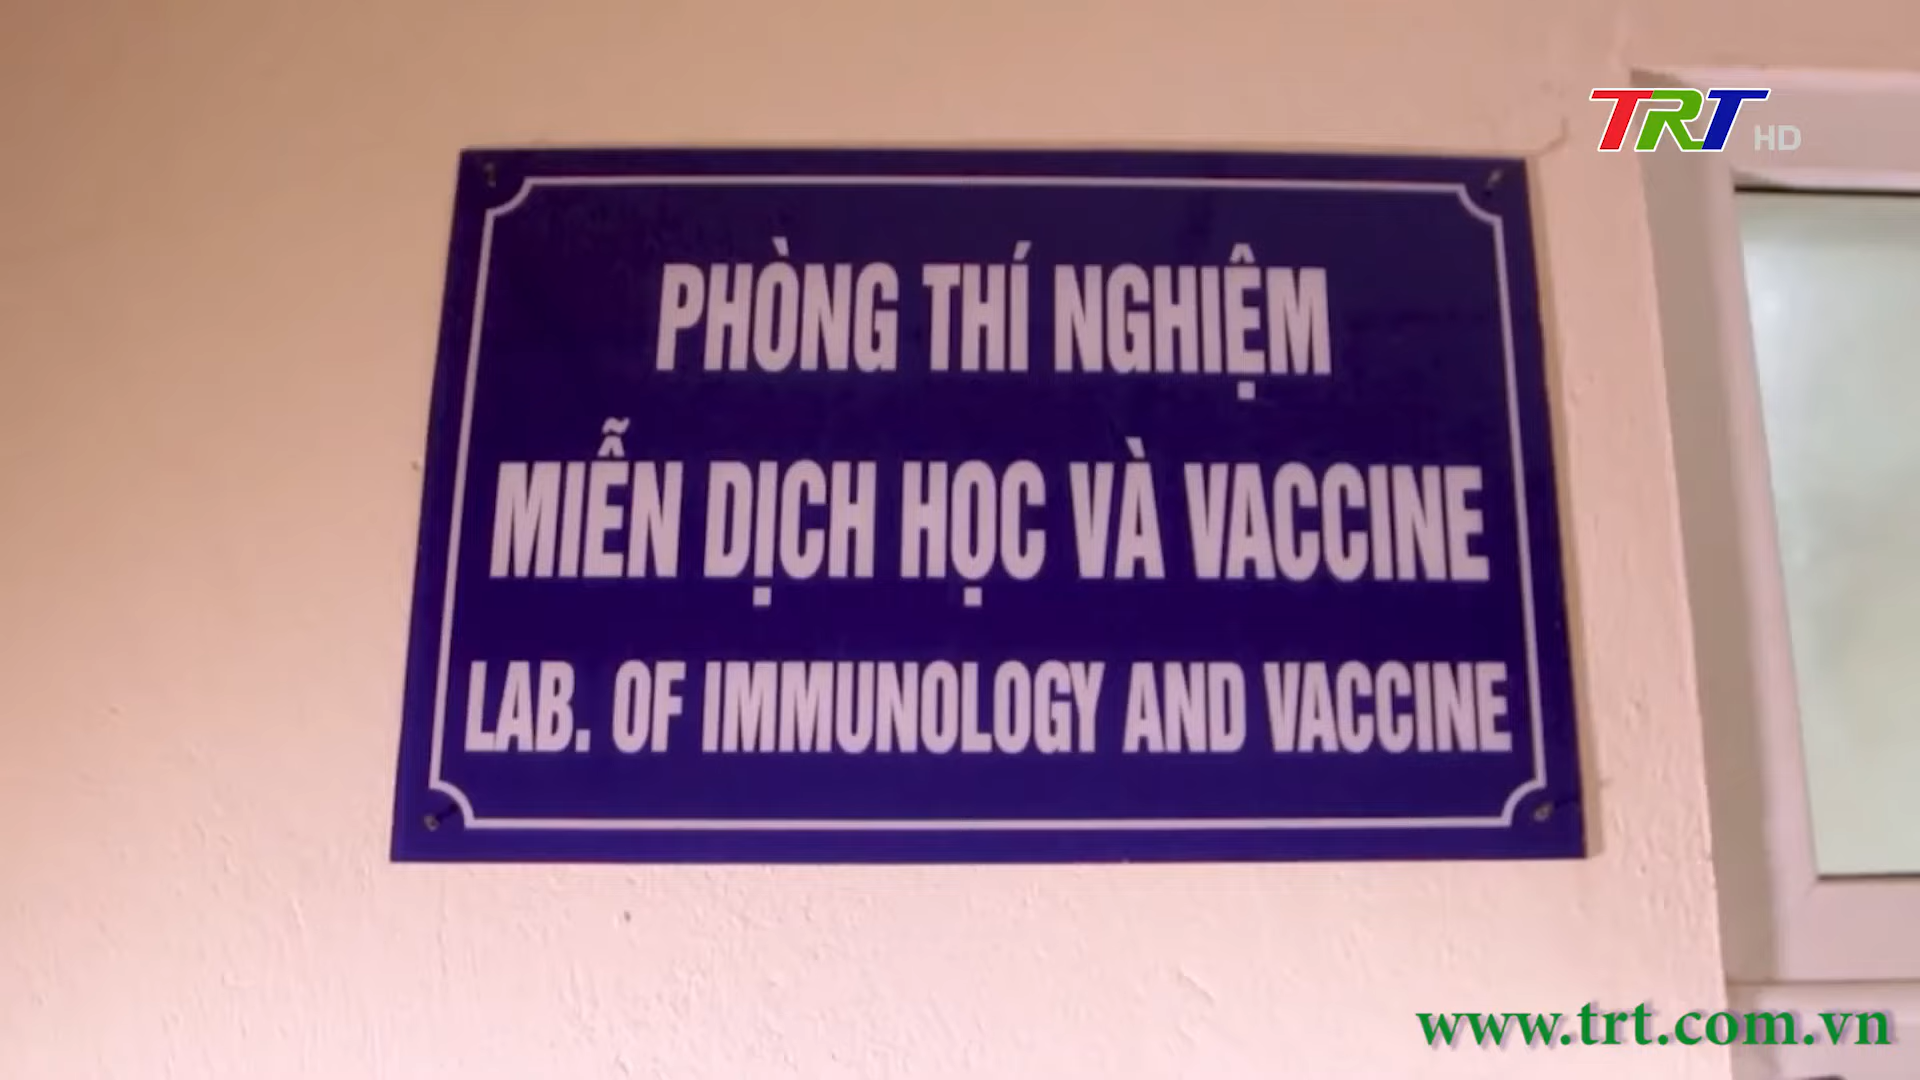 TRT HD
PHÒNG THÍ NGHIỆM
MIỄN DỊCH HỌC VÀ VACCINE
LAB. OF IMMUNOLOGY AND VACCINE
www.trt.com.vn